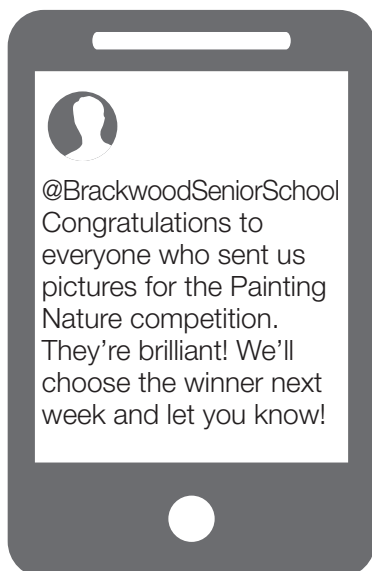 @BrackwoodSeniorSchool
Congratulations to
everyone who sent us
pictures for the Painting
Nature competition.
They’re brilliant! We’ll
choose the winner next
week and let you know!